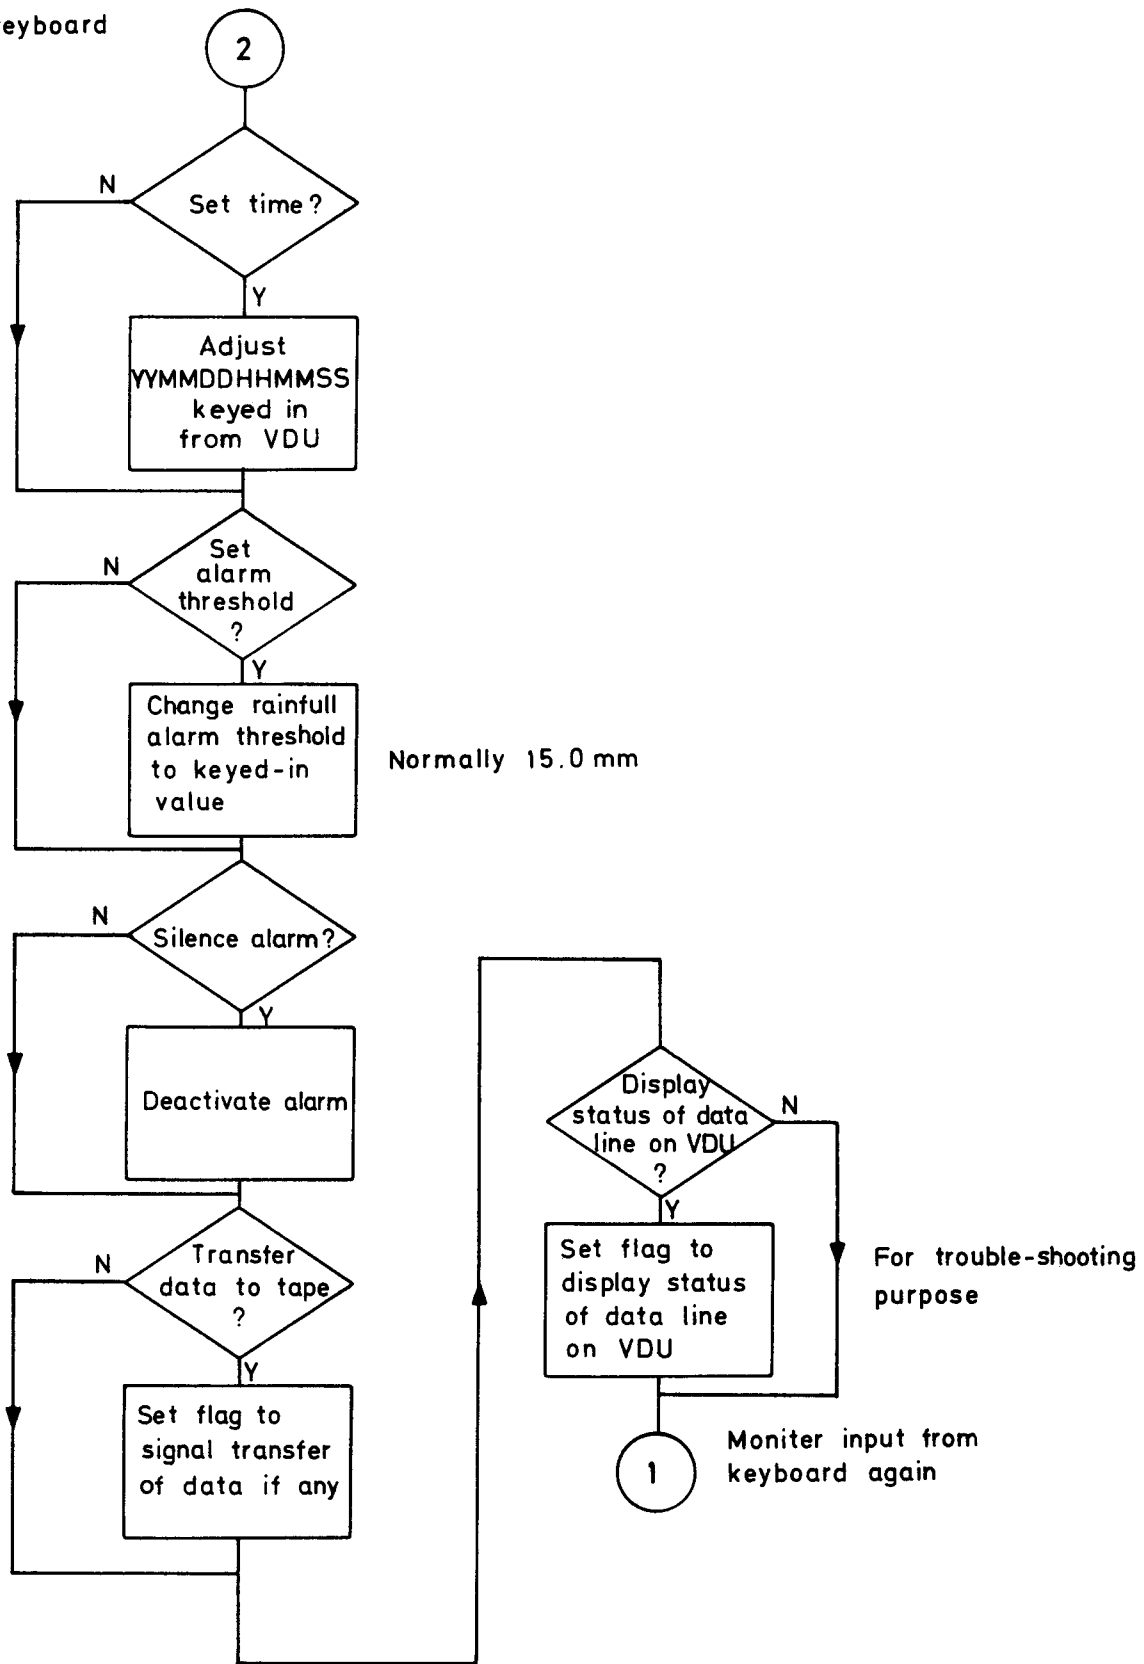 eyboard
2
Set time?
N
Y
Adjust
YYMMDDHHMMSS
keyed in
from VDU
Set
alarm
threshold
?
N
Y
Change rainfull
alarm threshold
to keyed-in
value
Normally 15.0 mm
Silence alarm?
N
Y
Deactivate alarm
Transfer
data to tape
?
N
Y
Set flag to
signal transfer
of data if any
Display
status of data
line on VDU
?
N
Y
Set flag to
display status
of data line
on VDU
For trouble-shooting
purpose
1
Moniter input from
keyboard again